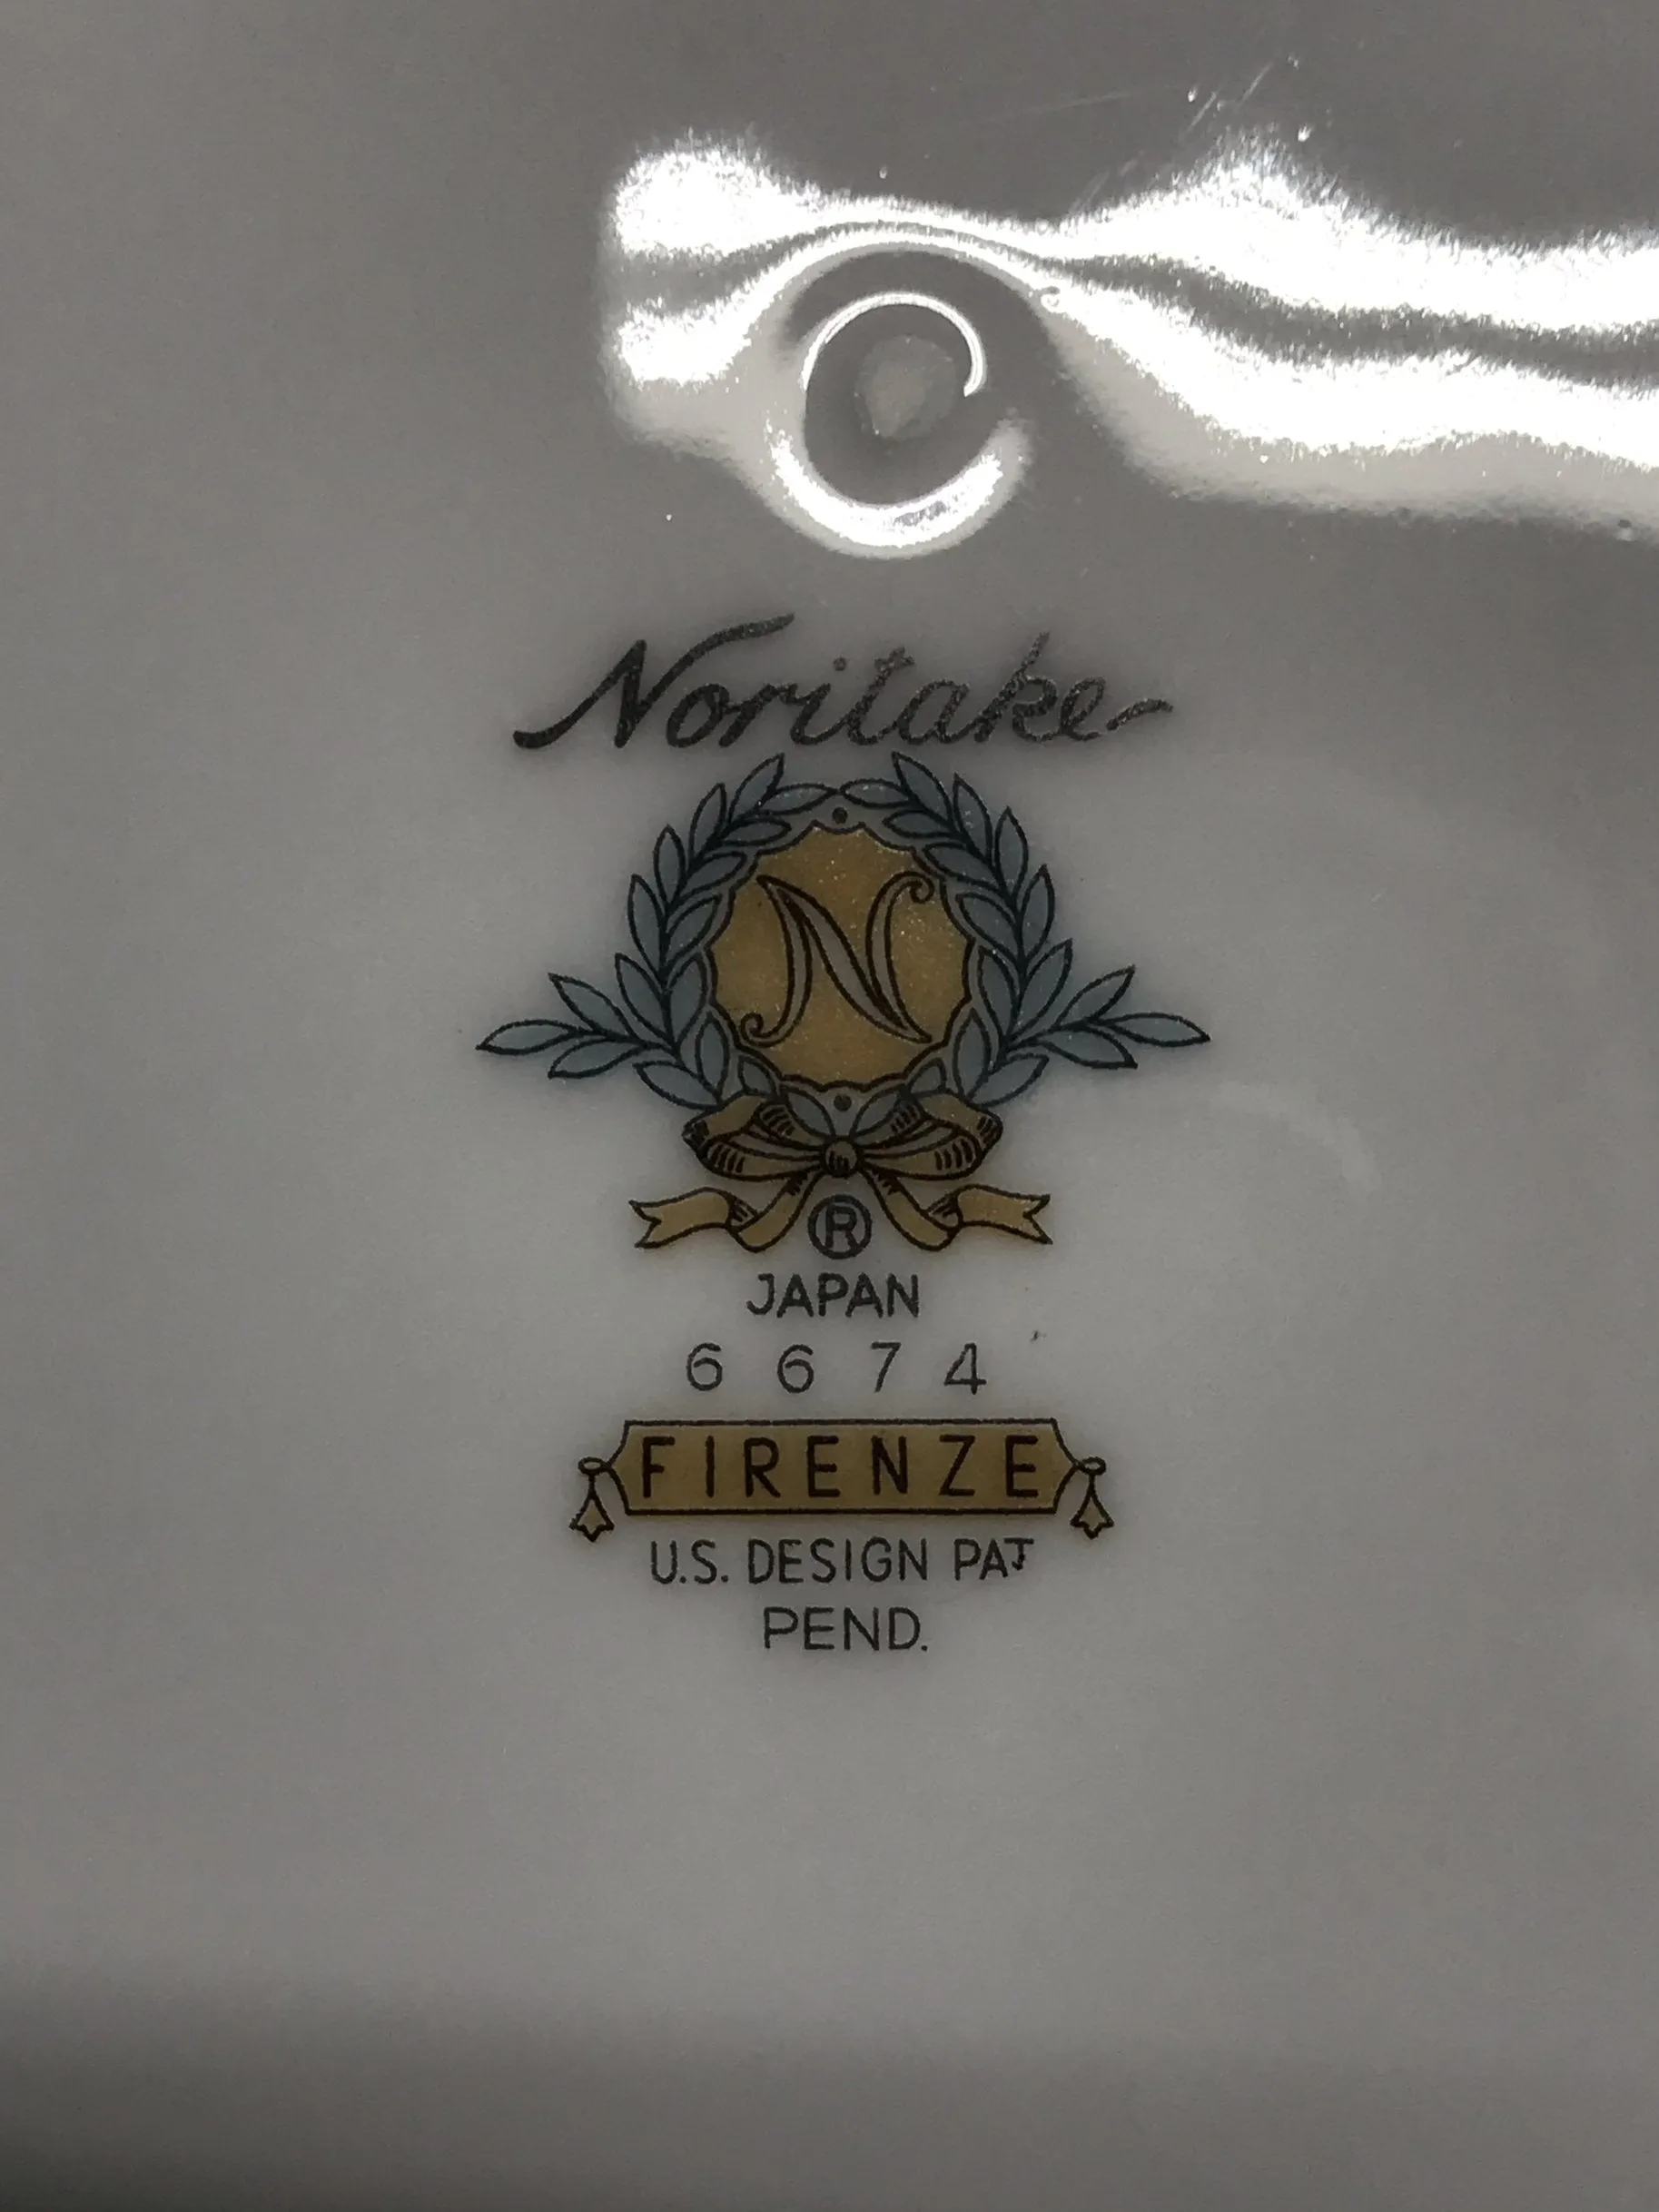 Noritake
N
®
JAPAN
6674
FIRENZE
U.S. DESIGN PAT
PEND.